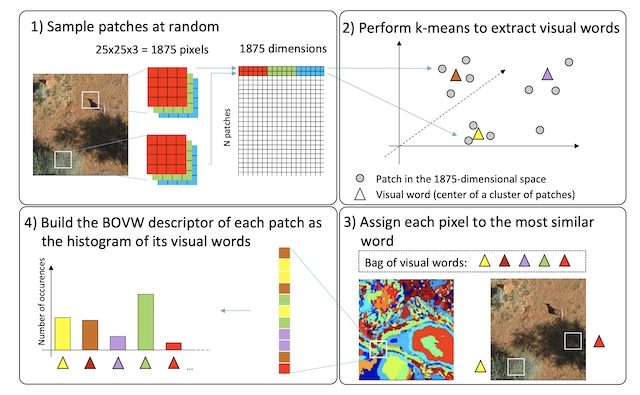 1) Sample patches at random
25x25x3 = 1875 pixels
1875 dimensions
N patches
2) Perform k-means to extract visual words
Patch in the 1875-dimensional space
Visual word (center of a cluster of patches)
4) Build the BOVW descriptor of each patch as
the histogram of its visual words
Number of occurences
...
3) Assign each pixel to the most similar
word
Bag of visual words: